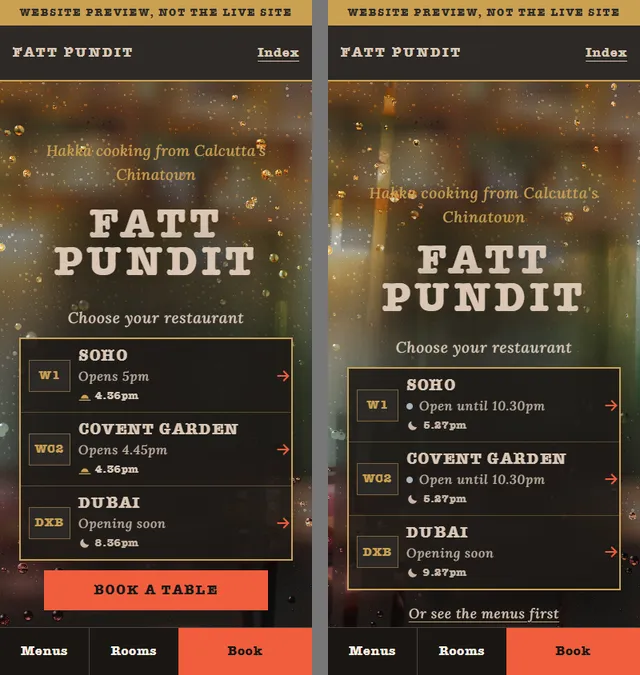 WEBSITE PREVIEW, NOT THE LIVE SITE
FATT PUNDIT
Index
Hakka cooking from Calcutta's
Chinatown
FATT
PUNDIT
Choose your restaurant
W1
SOHO
Opens 5pm
4.36pm
WC2
COVENT GARDEN
Opens 4.45pm
4.36pm
DXB
DUBAI
Opening soon
8.36pm
BOOK A TABLE
Menus
Rooms
Book
WEBSITE PREVIEW, NOT THE LIVE SITE
FATT PUNDIT
Index
Hakka cooking from Calcutta's
Chinatown
FATT
PUNDIT
Choose your restaurant
W1
SOHO
Open until 10.30pm
5.27pm
WC2
COVENT GARDEN
Open until 10.30pm
5.27pm
DXB
DUBAI
Opening soon
9.27pm
Or see the menus first
Menus
Rooms
Book